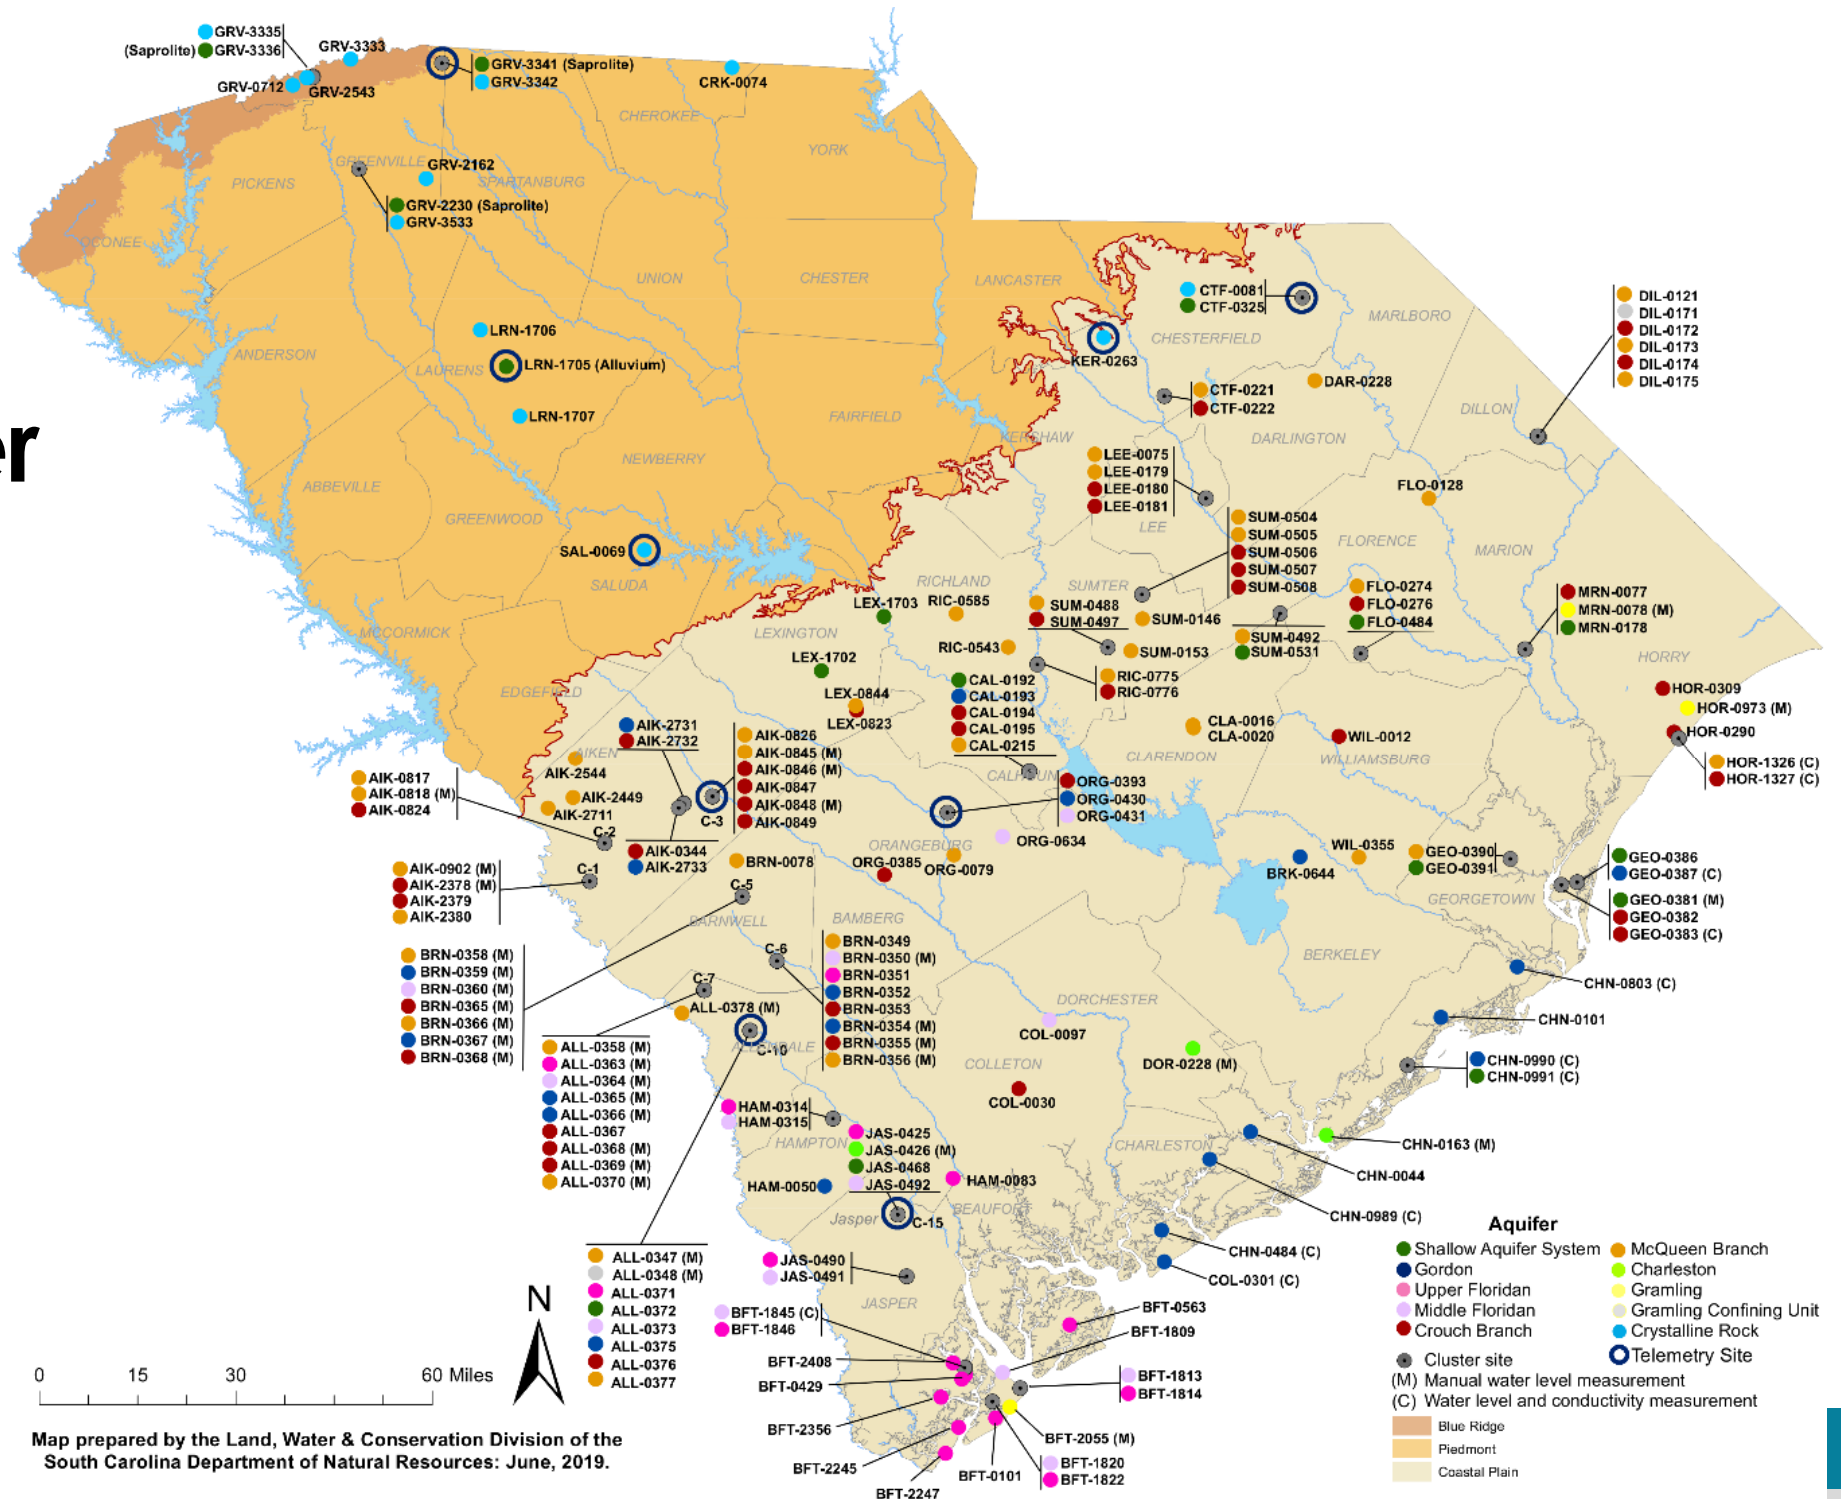 er
GRV-3335
(Saprolite) GRV-3336
GRV-3333
GRV-0712
GRV-2543
GRV-3341 (Saprolite)
GRV-3342
CRK-0074
CHEROKEE
YORK
GREENVILLE
GRV-2162
PICKENS
SPARTANBURG
GRV-2230 (Saprolite)
GRV-3533
OCONEE
UNION
CHESTER
LANCASTER
CTF-0081
CTF-0325
MARLBORO
CHESTERFIELD
DIL-0121
DIL-0171
DIL-0172
DIL-0173
DIL-0174
DIL-0175
LRN-1706
ANDERSON
LAURENS
LRN-1705 (Alluvium)
KER-0263
CTF-0221
CTF-0222
DAR-0228
DILLON
LRN-1707
FAIRFIELD
KERSHAW
DARLINGTON
NEWBERRY
LEE-0075
LEE-0179
LEE-0180
LEE-0181
LEE
FLO-0128
ABBEVILLE
GREENWOOD
SUM-0504
SUM-0505
SUM-0506
SUM-0507
SUM-0508
FLORENCE
MARION
SAL-0069
SALUDA
RICHLAND
SUMTER
LEX-1703
RIC-0585
SUM-0488
SUM-0497
SUM-0146
FLO-0274
FLO-0276
FLO-0484
MRN-0077
MRN-0078 (M)
MRN-0178
MCCORMICK
LEXINGTON
RIC-0543
SUM-0153
SUM-0492
SUM-0531
HORRY
LEX-1702
EDGEFIELD
LEX-0844
LEX-0823
CAL-0192
CAL-0193
CAL-0194
CAL-0195
CAL-0215
RIC-0775
RIC-0776
HOR-0309
HOR-0973 (M)
HOR-0290
HOR-1326 (C)
HOR-1327 (C)
AIK-2731
AIK-2732
AIKEN
AIK-2544
AIK-0826
AIK-0845 (M)
AIK-0846 (M)
AIK-0847
AIK-0848 (M)
AIK-0849
CLA-0016
CLA-0020
CLARENDON
WIL-0012
WILLIAMSBURG
CALHOUN
AIK-0817
AIK-0818 (M)
AIK-0824
AIK-2449
AIK-2711
C-3
C-2
ORG-0393
ORG-0430
ORG-0431
ORG-0634
ORANGEBURG
AIK-0344
AIK-2733
BRN-0078
ORG-0385
ORG-0079
BRK-0644
WIL-0355
GEO-0390
GEO-0391
GEORGETOWN
GEO-0386
GEO-0387 (C)
GEO-0381 (M)
GEO-0382
GEO-0383 (C)
AIK-0902 (M)
AIK-2378 (M)
AIK-2379
AIK-2380
C-1
C-5
BARNWELL
BAMBERG
BRN-0358 (M)
BRN-0359 (M)
BRN-0360 (M)
BRN-0365 (M)
BRN-0366 (M)
BRN-0367 (M)
BRN-0368 (M)
C-6
BRN-0349
BRN-0350 (M)
BRN-0351
BRN-0352
BRN-0353
BRN-0354 (M)
BRN-0355 (M)
BRN-0356 (M)
BERKELEY
C-7
ALL-0378 (M)
CHN-0803 (C)
DORCHESTER
CHN-0101
ALLENDALE
C-10
COL-0097
ALL-0358 (M)
ALL-0363 (M)
ALL-0364 (M)
ALL-0365 (M)
ALL-0366 (M)
ALL-0367
ALL-0368 (M)
ALL-0369 (M)
ALL-0370 (M)
COLLETON
DOR-0228 (M)
CHN-0990 (C)
CHN-0991 (C)
COL-0030
HAM-0314
HAM-0315
HAMPTON
JAS-0425
JAS-0426 (M)
JAS-0468
JAS-0492
CHARLESTON
CHN-0163 (M)
CHN-0044
HAM-0050
HAM-0083
Jasper
C-15
BEAUFORT
CHN-0989 (C)
CHN-0484 (C)
COL-0301 (C)
ALL-0347 (M)
ALL-0348 (M)
ALL-0371
ALL-0372
ALL-0373
ALL-0375
ALL-0376
ALL-0377
JAS-0490
JAS-0491
JASPER
BFT-1845 (C)
BFT-1846
BFT-0563
BFT-1809
BFT-2408
BFT-0429
BFT-1813
BFT-1814
BFT-2356
BFT-2055 (M)
BFT-2245
BFT-0101
BFT-1820
BFT-1822
BFT-2247
Aquifer
Shallow Aquifer System
Gordon
Upper Floridan
Middle Floridan
Crouch Branch
McQueen Branch
Charleston
Gramling
Gramling Confining Unit
Crystalline Rock
Cluster site
Telemetry Site
(M) Manual water level measurement
(C) Water level and conductivity measurement
Blue Ridge
Piedmont
Coastal Plain
N
0 15 30 60 Miles
Map prepared by the Land, Water & Conservation Division of the
South Carolina Department of Natural Resources: June, 2019.